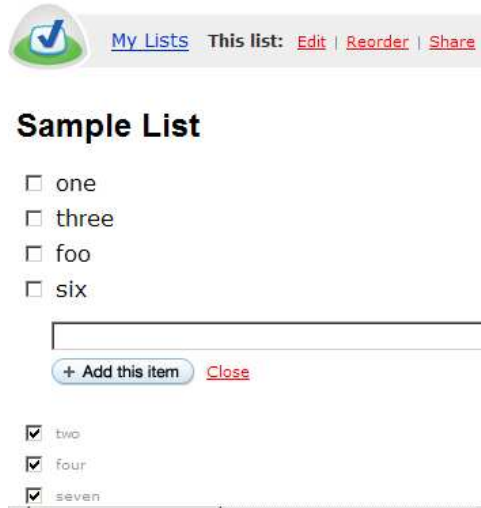 My Lists This list: Edit | Reorder | Share
Sample List
one
three
foo
six
+ Add this item Close
two
four
seven